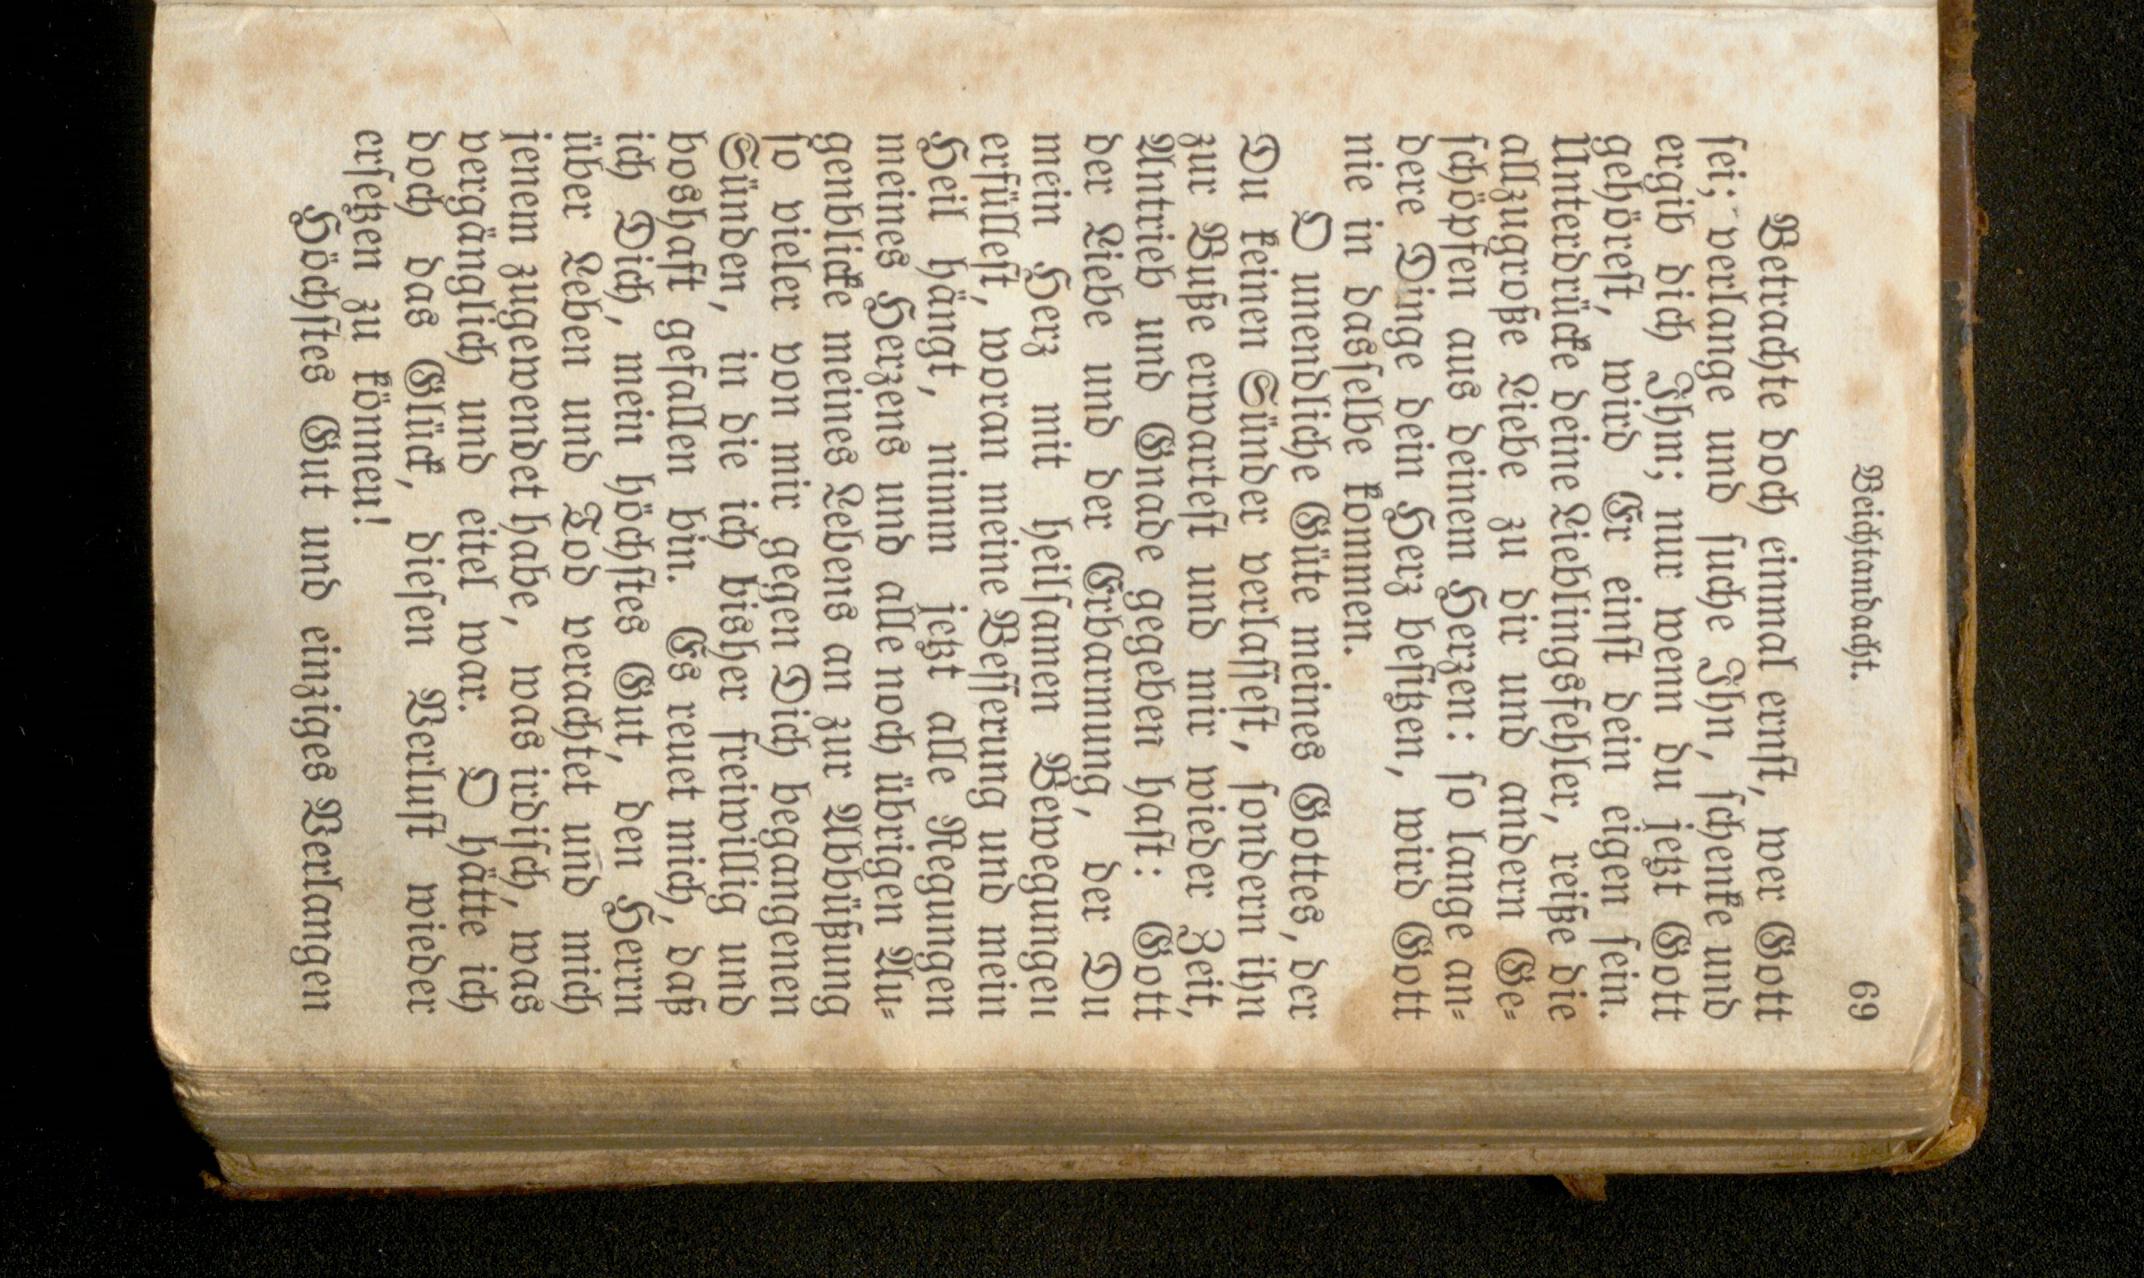 Beichtandacht. 69
Betrachte doch einmal ernst, wer Gott
sei; verlange und suche Ihn, schenke und
ergib dich Ihm; nur wenn du jetzt Gott
gehörest, wird Er einst dein eigen sein.
Unterdrücke deine Lieblingsfehler, reiße die
allzugroße Liebe zu dir und andern Ge-
schöpfen aus deinem Herzen: so lange an-
dere Dinge dein Herz besitzen, wird Gott
nie in dasselbe kommen.
O unendliche Güte meines Gottes, der
Du keinen Sünder verlassest, sondern ihn
zur Buße erwartest und mir wieder Zeit,
Antrieb und Gnade gegeben hast: Gott
der Liebe und der Erbarmung, der Du
mein Herz mit heilsamen Bewegungen
erfüllest, woran meine Besserung und mein
Heil hängt, nimm jetzt alle Regungen
meines Herzens und alle noch übrigen Au-
genblicke meines Lebens an zur Abbüßung
so vieler von mir gegen Dich begangenen
Sünden, in die ich bisher freiwillig und
boshaft gefallen bin. Es reuet mich, daß
ich Dich, mein höchstes Gut, den Herrn
über Leben und Tod verachtet und mich
jenem zugewendet habe, was irdisch, was
vergänglich und eitel war. O hätte ich
doch das Glück, diesen Verlust wieder
ersetzen zu können!
Höchstes Gut und einziges Verlangen